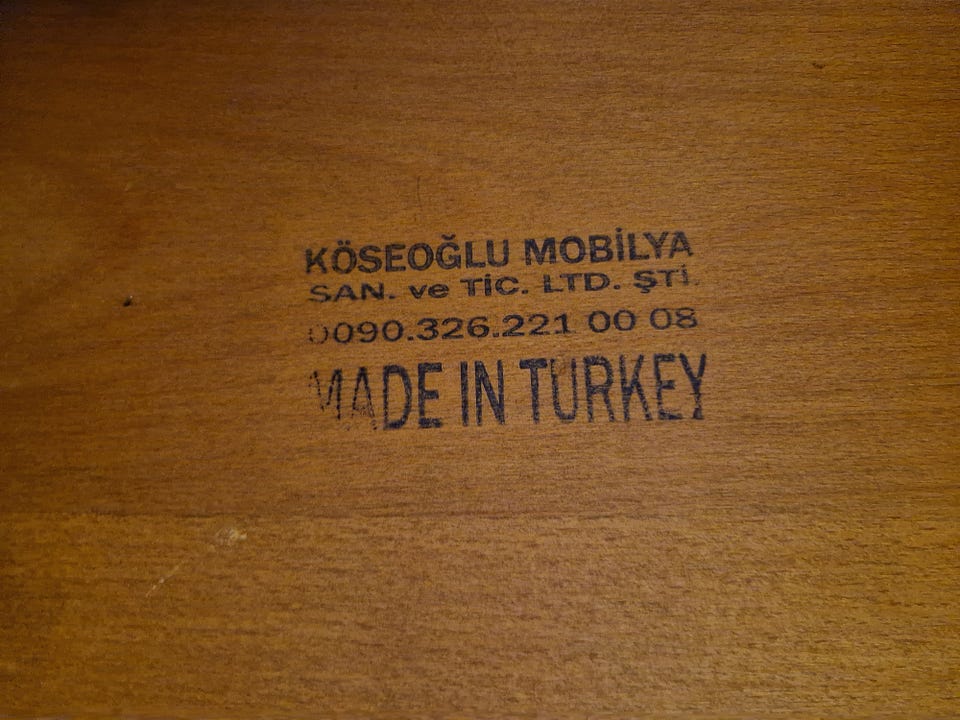 KÖSEOĞLU MOBİLYA
SAN. ve TİC. LTD. ŞTİ.
0090.326.221 00 08
MADE IN TURKEY